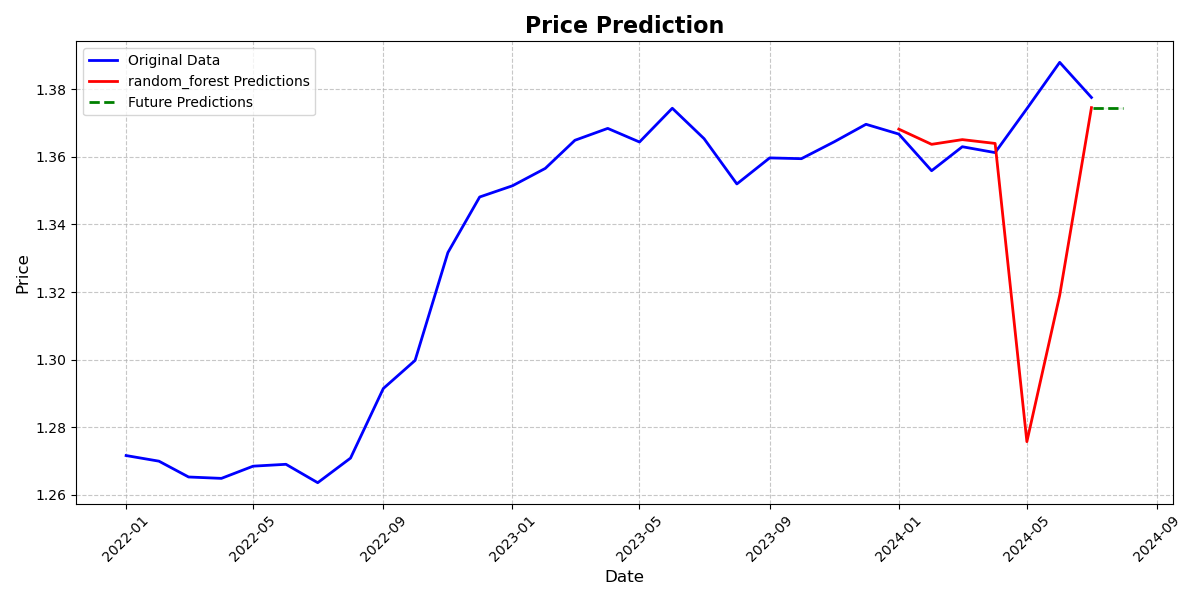 Price Prediction
Original Data
random_forest Predictions
Future Predictions
Price
1.38
1.36
1.34
1.32
1.30
1.28
1.26
2022-01
2022-05
2022-09
2023-01
2023-05
2023-09
2024-01
2024-05
2024-09
Date